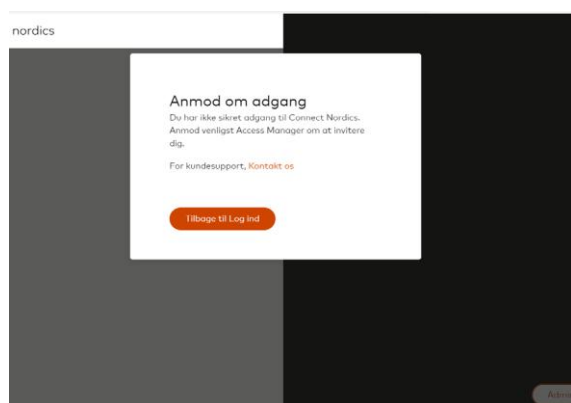 nordics
Anmod om adgang
Du har ikke sikret adgang til Connect Nordics.
Anmod venligst Access Manager om at invitere
dig.
For kundesupport, Kontakt os
Tilbage til Log ind